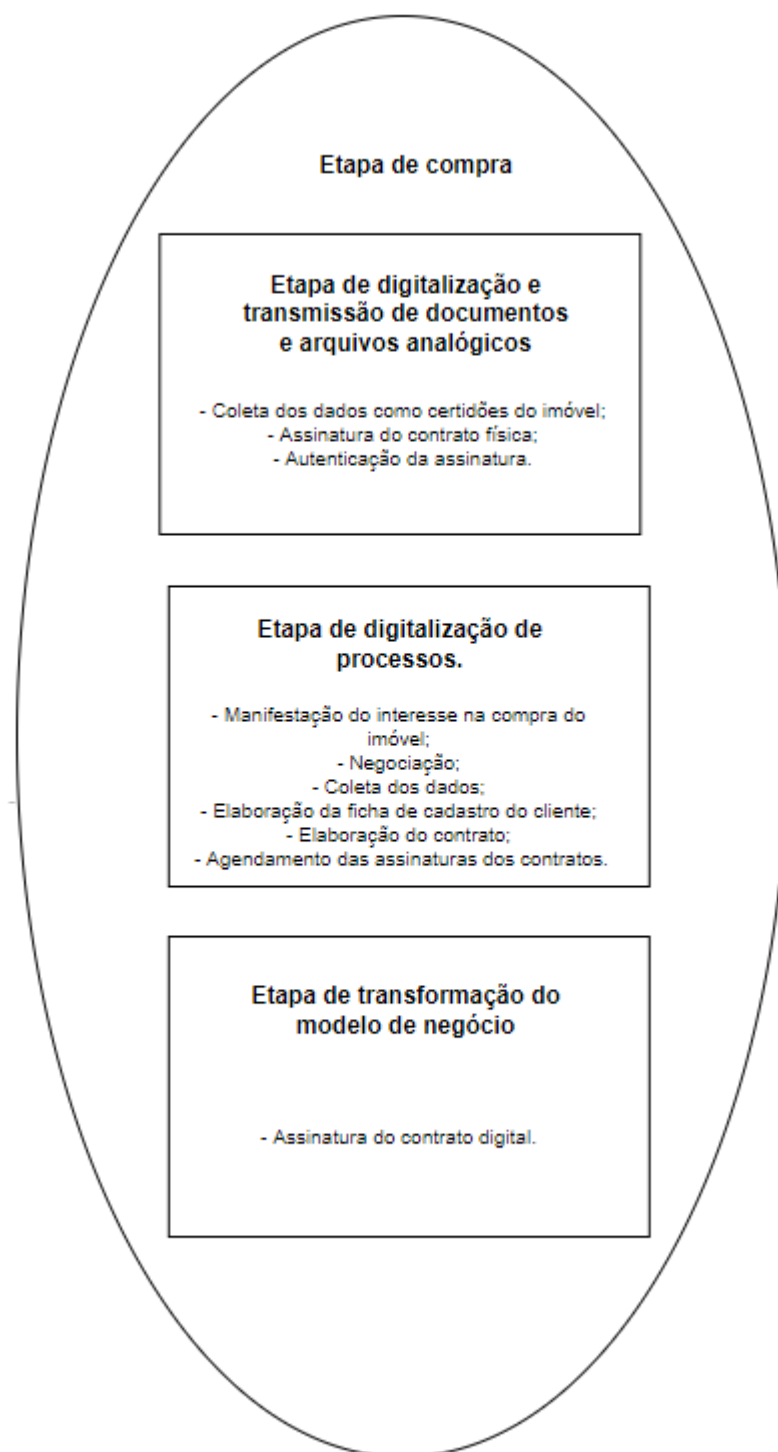 Etapa de compra
Etapa de digitalização e
transmissão de documentos
e arquivos analógicos
- Coleta dos dados como certidões do imóvel;
- Assinatura do contrato física;
- Autenticação da assinatura.
Etapa de digitalização de
processos.
- Manifestação do interesse na compra do
imóvel;
- Negociação;
- Coleta dos dados;
- Elaboração da ficha de cadastro do cliente;
- Elaboração do contrato;
- Agendamento das assinaturas dos contratos.
Etapa de transformação do
modelo de negócio
- Assinatura do contrato digital.